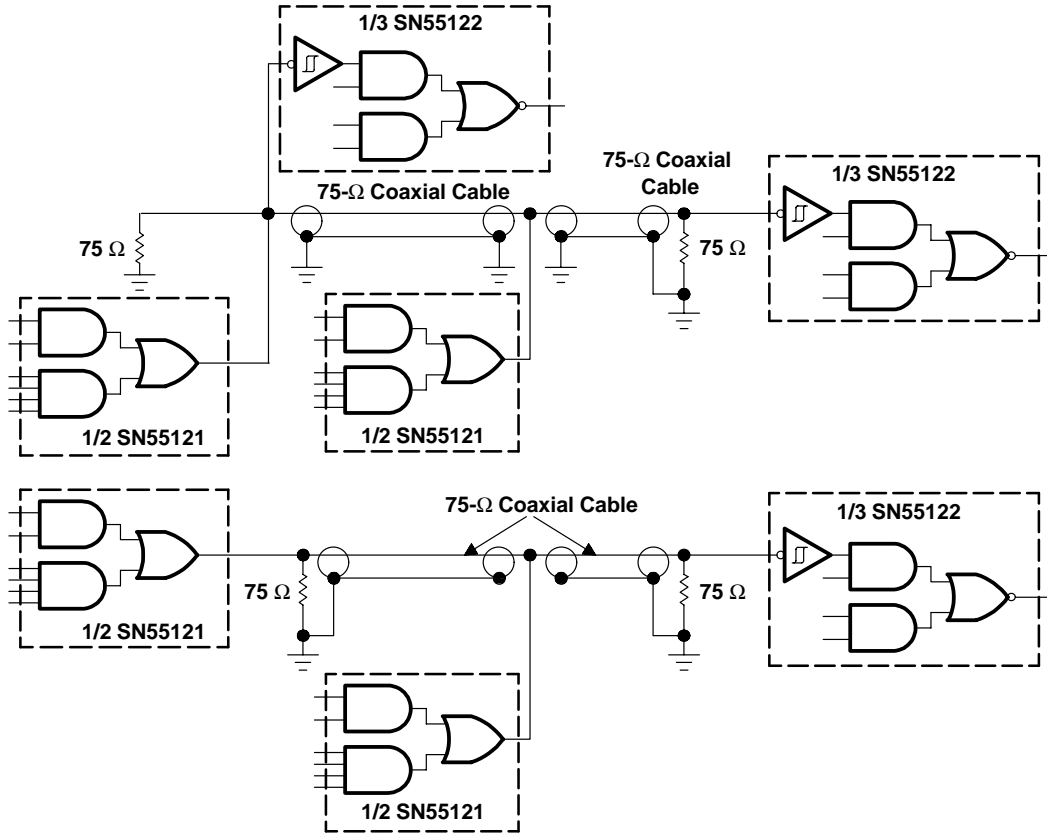 1/3 SN55122
75-Ω Coaxial Cable
75-Ω Coaxial
Cable
1/3 SN55122
75 Ω
75 Ω
1/2 SN55121
1/2 SN55121
75-Ω Coaxial Cable
1/3 SN55122
75 Ω
75 Ω
1/2 SN55121
1/2 SN55121